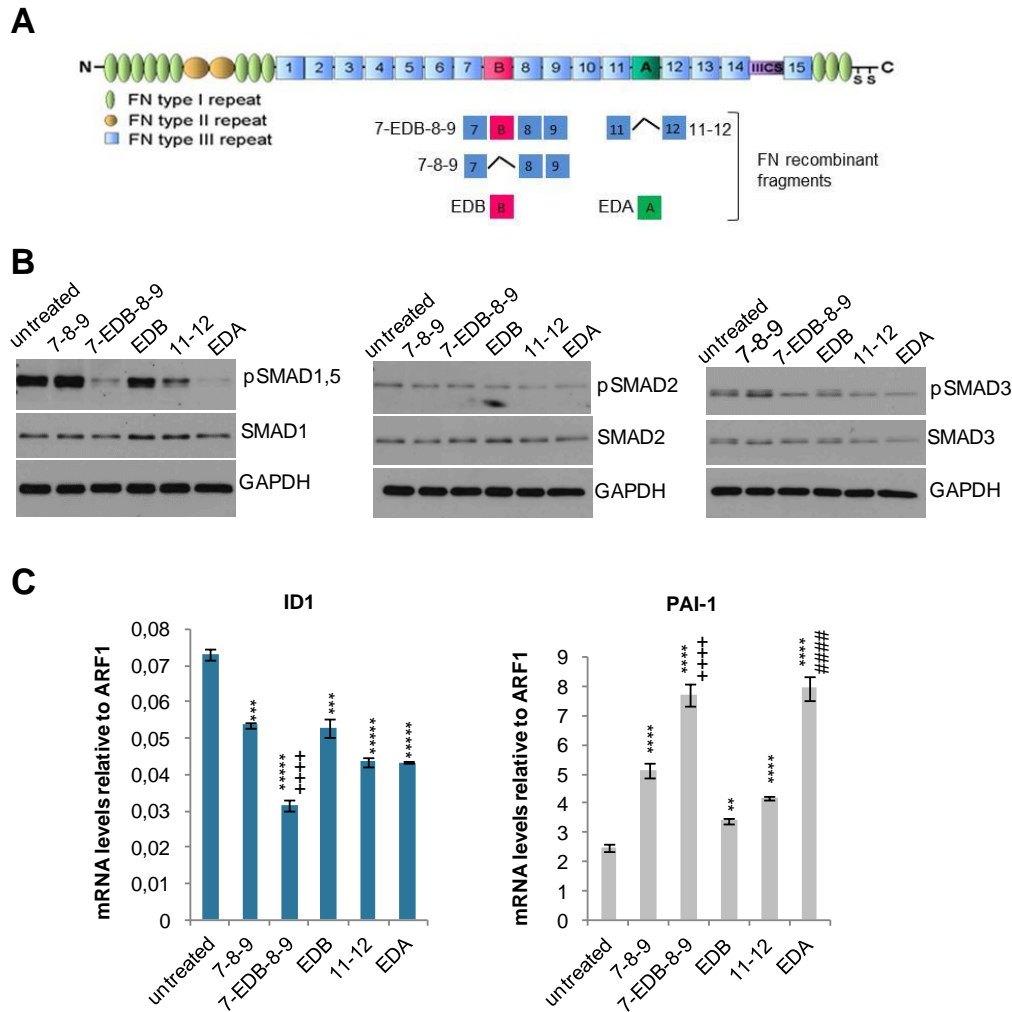 A
N 1 2 3 4 5 6 7 B 8 9 10 11 A 12 13 14 IIICS 15 S S C
FN type I repeat
FN type II repeat
FN type III repeat
7-EDB-8-9 7 B 8 9 11 12 11-12
7-8-9 7 8 9
EDB B EDA A
FN recombinant
fragments
B
untreated 7-8-9 7-EDB-8-9 EDB 11-12 EDA
pSMAD1,5
SMAD1
GAPDH
untreated 7-8-9 7-EDB-8-9 EDB 11-12 EDA
pSMAD2
SMAD2
GAPDH
untreated 7-8-9 7-EDB-8-9 EDB 11-12 EDA
pSMAD3
SMAD3
GAPDH
C
ID1
mRNA levels relative to ARF1
0,08
0,07
0,06
0,05
0,04
0,03
0,02
0,01
0
*** ***** ++++ *** ***** *****
untreated 7-8-9 7-EDB-8-9 EDB 11-12 EDA
PAI-1
mRNA levels relative to ARF1
9
8
7
6
5
4
3
2
1
0
**** **** ++++ ** **** **** #####
untreated 7-8-9 7-EDB-8-9 EDB 11-12 EDA